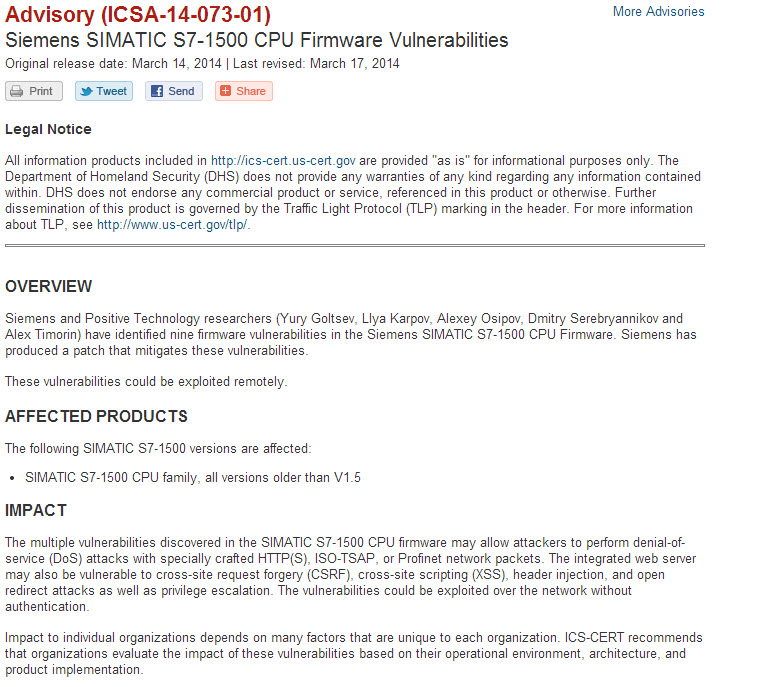 Advisory (ICSA-14-073-01)
More Advisories
Siemens SIMATIC S7-1500 CPU Firmware Vulnerabilities
Original release date: March 14, 2014 | Last revised: March 17, 2014
Print Tweet Send Share
Legal Notice
All information products included in http://ics-cert.us-cert.gov are provided "as is" for informational purposes only. The
Department of Homeland Security (DHS) does not provide any warranties of any kind regarding any information contained
within. DHS does not endorse any commercial product or service, referenced in this product or otherwise. Further
dissemination of this product is governed by the Traffic Light Protocol (TLP) marking in the header. For more information
about TLP, see http://www.us-cert.gov/tlp/.
OVERVIEW
Siemens and Positive Technology researchers (Yury Goltsev, Llya Karpov, Alexey Osipov, Dmitry Serebryannikov and
Alex Timorin) have identified nine firmware vulnerabilities in the Siemens SIMATIC S7-1500 CPU Firmware. Siemens has
produced a patch that mitigates these vulnerabilities.
These vulnerabilities could be exploited remotely.
AFFECTED PRODUCTS
The following SIMATIC S7-1500 versions are affected:
• SIMATIC S7-1500 CPU family, all versions older than V1.5
IMPACT
The multiple vulnerabilities discovered in the SIMATIC S7-1500 CPU firmware may allow attackers to perform denial-of-
service (DoS) attacks with specially crafted HTTP(S), ISO-TSAP, or Profinet network packets. The integrated web server
may also be vulnerable to cross-site request forgery (CSRF), cross-site scripting (XSS), header injection, and open
redirect attacks as well as privilege escalation. The vulnerabilities could be exploited over the network without
authentication.
Impact to individual organizations depends on many factors that are unique to each organization. ICS-CERT recommends
that organizations evaluate the impact of these vulnerabilities based on their operational environment, architecture, and
product implementation.